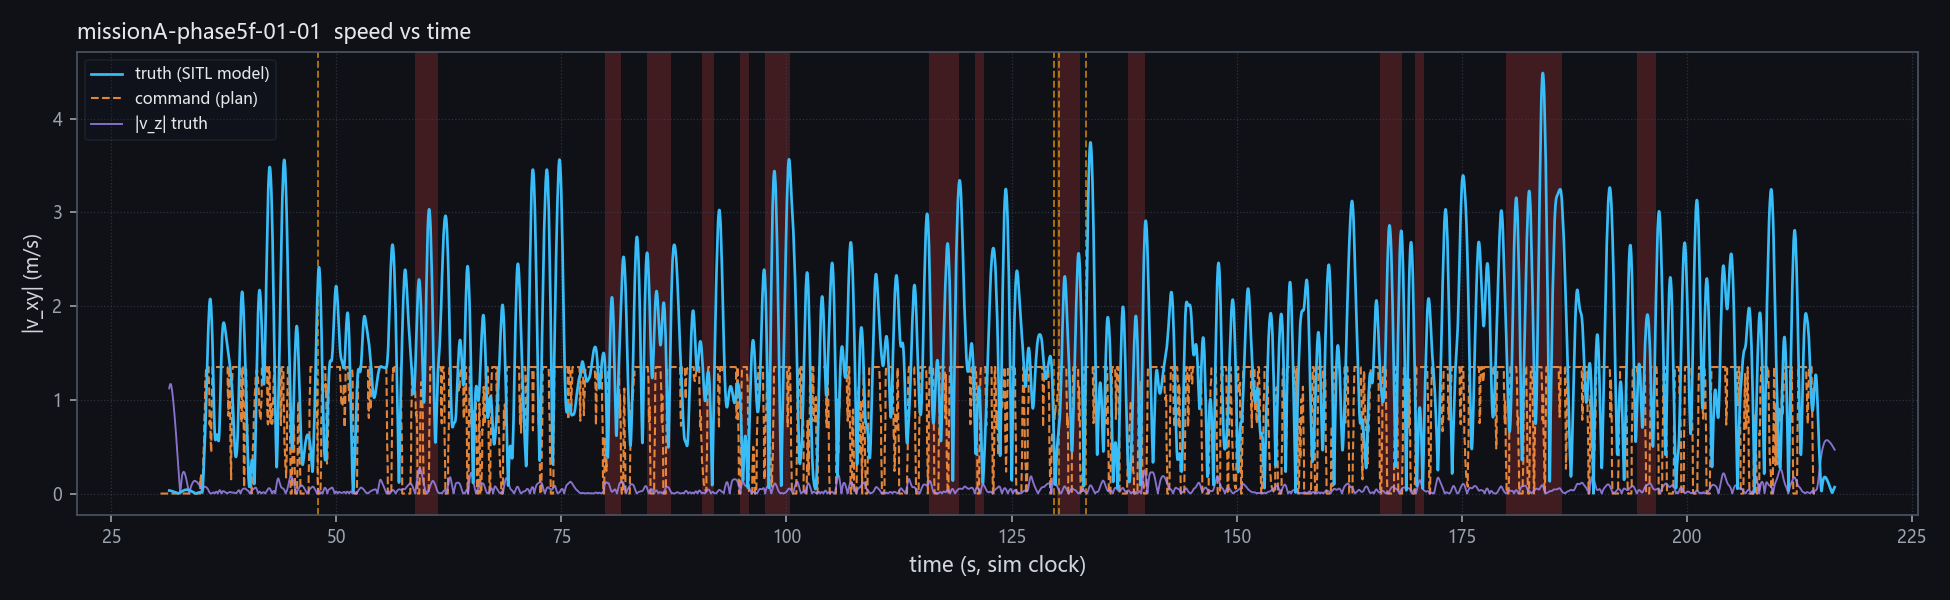 missionA-phase5f-01-01 speed vs time
truth (SITL model)
command (plan)
|v_z| truth
|v_xy| (m/s)
4
3
2
1
0
25 50 75 100 125 150 175 200 225
time (s, sim clock)